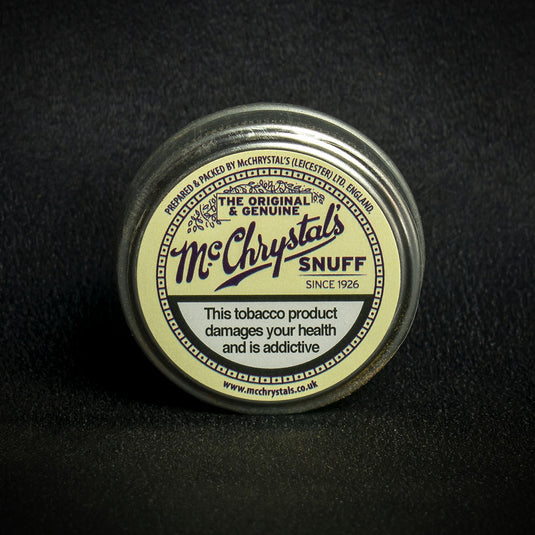 PREPARED & PACKED BY McCHRYSTAL'S (LEICESTER) LTD. ENGLAND.
THE ORIGINAL
& GENUINE
McChrystal's
SNUFF
SINCE 1926
This tobacco product
damages your health
and is addictive
www.mcchrystals.co.uk